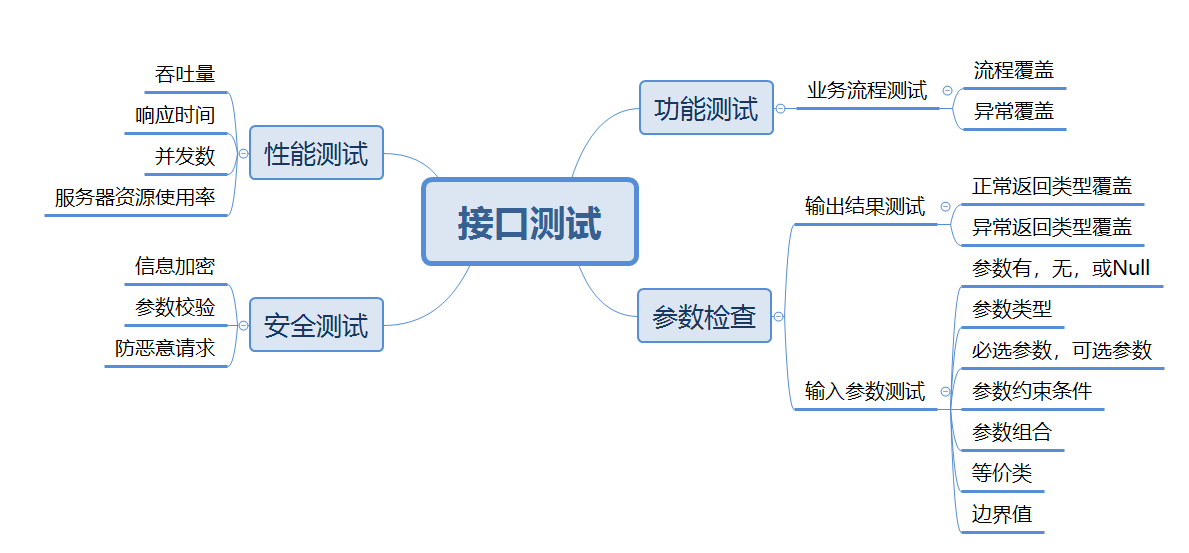 接口测试
功能测试
业务流程测试
流程覆盖
异常覆盖
参数检查
输出结果测试
正常返回类型覆盖
异常返回类型覆盖
输入参数测试
参数有，无，或Null
参数类型
必选参数，可选参数
参数约束条件
参数组合
等价类
边界值
性能测试
吞吐量
响应时间
并发数
服务器资源使用率
安全测试
信息加密
参数校验
防恶意请求